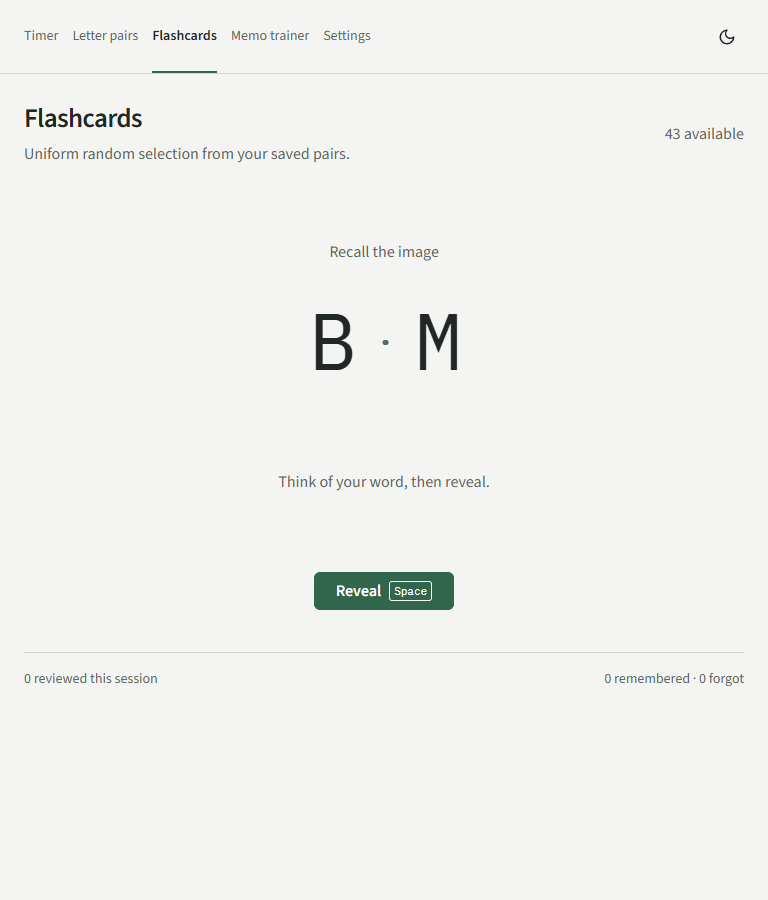 Timer Letter pairs Flashcards Memo trainer Settings
Flashcards
43 available
Uniform random selection from your saved pairs.
Recall the image
B · M
Think of your word, then reveal.
Reveal Space
0 reviewed this session 0 remembered · 0 forgot